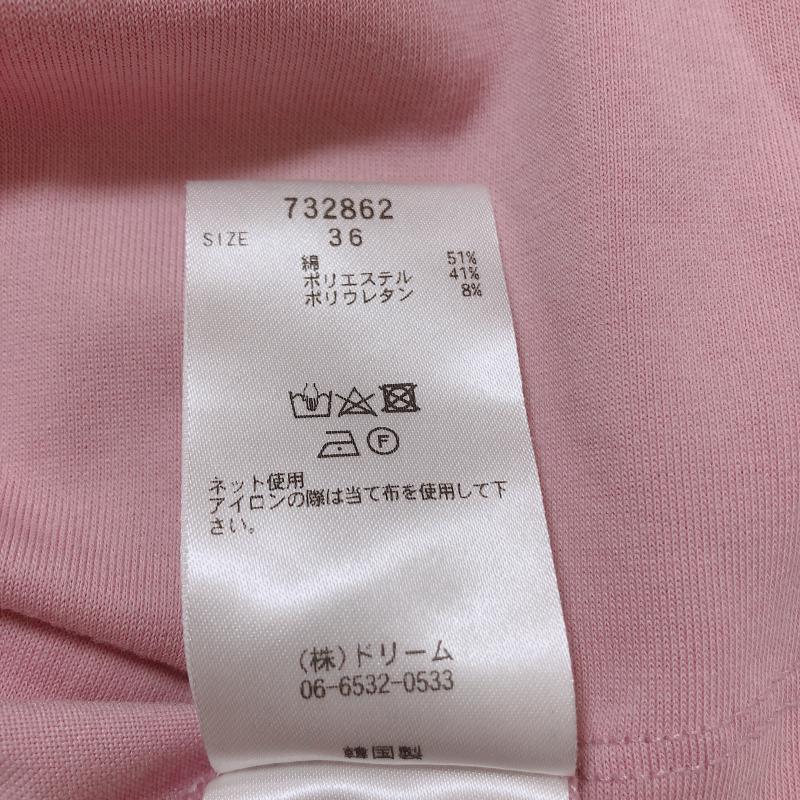 732862
SIZE 36
綿 51%
ポリエステル 41%
ポリウレタン 8%
F
ネット使用
アイロンの際は当て布を使用して下
さい。
(株)ドリーム
06-6532-0533
韓国製